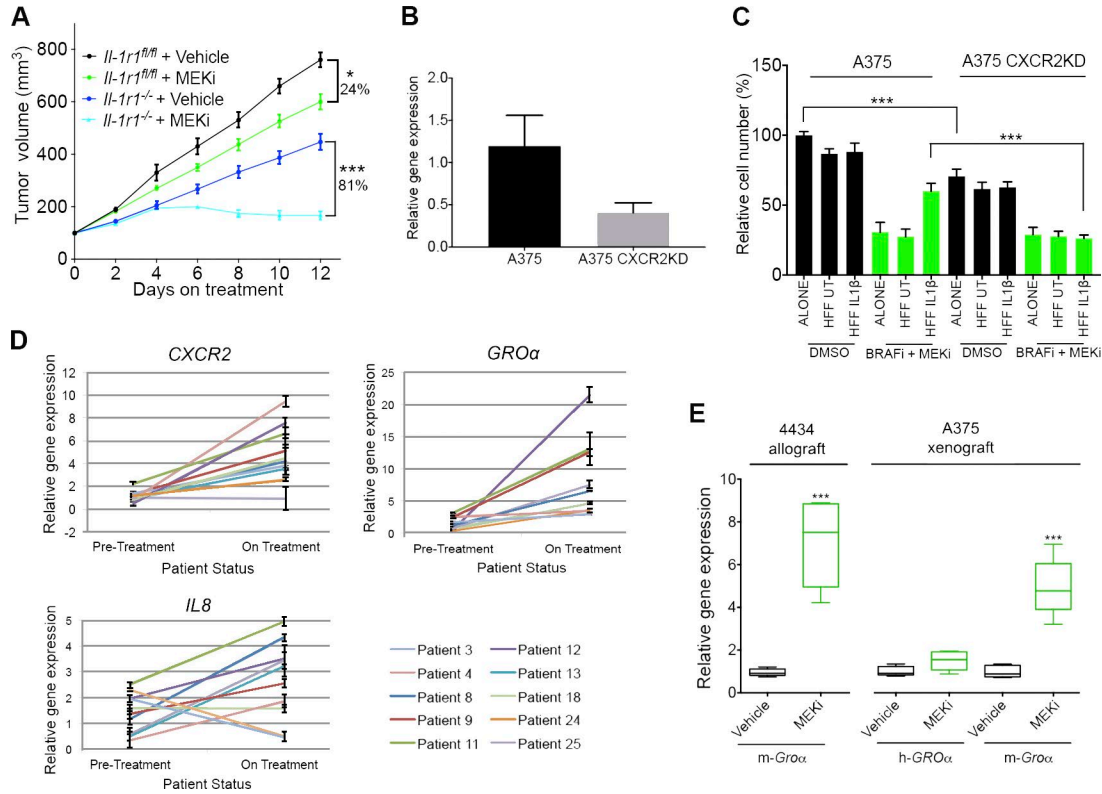 A
Tumor volume (mm3)
800
600
400
200
0
Il-1r1fl/fl + Vehicle
Il-1r1fl/fl + MEKi
Il-1r1-/- + Vehicle
Il-1r1-/- + MEKi
*
24%
***
81%
0 2 4 6 8 10 12
Days on treatment
B
Relative gene expression
2.0
1.5
1.0
0.5
0.0
A375 A375 CXCR2KD
C
A375 A375 CXCR2KD
Relative cell number (%)
150
100
50
0
***
***
ALONE HFF UT HFF IL1β ALONE HFF UT HFF IL1β ALONE HFF UT HFF IL1β ALONE HFF UT HFF IL1β
DMSO BRAFi + MEKi DMSO BRAFi + MEKi
D
CXCR2
Relative gene expression
12
10
8
6
4
2
0
-2
Pre-Treatment On Treatment
Patient Status
GROα
Relative gene expression
25
20
15
10
5
0
Pre-Treatment On Treatment
Patient Status
IL8
Relative gene expression
5
4
3
2
1
0
Pre-Treatment On Treatment
Patient Status
Patient 3 Patient 12
Patient 4 Patient 13
Patient 8 Patient 18
Patient 9 Patient 24
Patient 11 Patient 25
E
4434 allograft
A375 xenograft
Relative gene expression
10
8
6
4
2
0
***
***
Vehicle MEKi Vehicle MEKi Vehicle MEKi
m-Groα h-GROα m-Groα